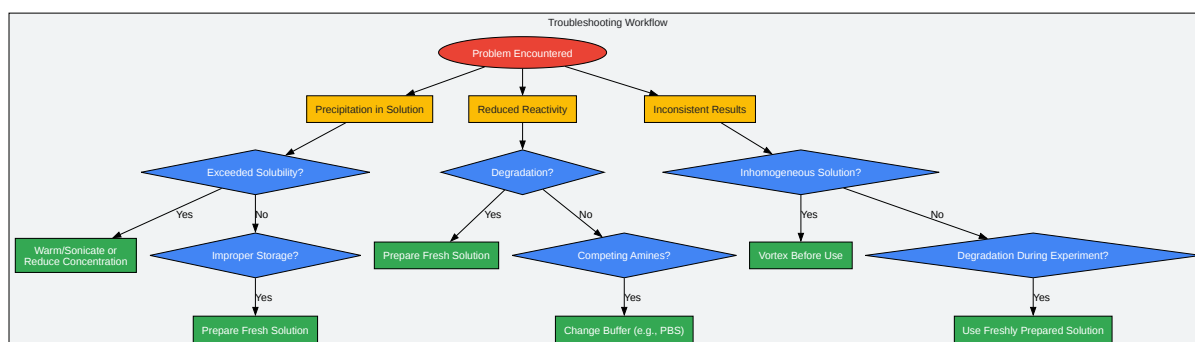 Troubleshooting Workflow
Problem Encountered
Precipitation in Solution
Reduced Reactivity
Inconsistent Results
Exceeded Solubility?
Degradation?
Inhomogeneous Solution?
Yes
No
Yes
No
Yes
No
Warm/Sonicate or
Reduce Concentration
Improper Storage?
Prepare Fresh Solution
Competing Amines?
Vortex Before Use
Degradation During Experiment?
Yes
Yes
Yes
Prepare Fresh Solution
Change Buffer (e.g., PBS)
Use Freshly Prepared Solution